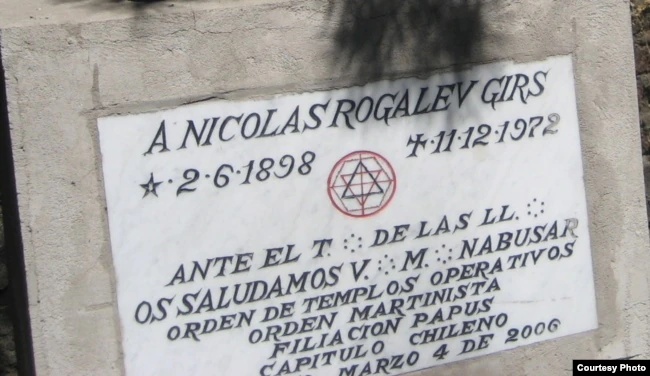 A NICOLAS ROGALEV GIRS
★·2·6·1898 ✝·11·12·1972
ANTE EL T. ჻ DE LAS LL. ჻
OS SALUDAMOS V. ჻ M. ჻ NABUSAR
ORDEN DE TEMPLOS OPERATIVOS
ORDEN MARTINISTA
FILIACION PAPUS
CAPITULO CHILENO
MARZO 4 DE 2006
Courtesy Photo